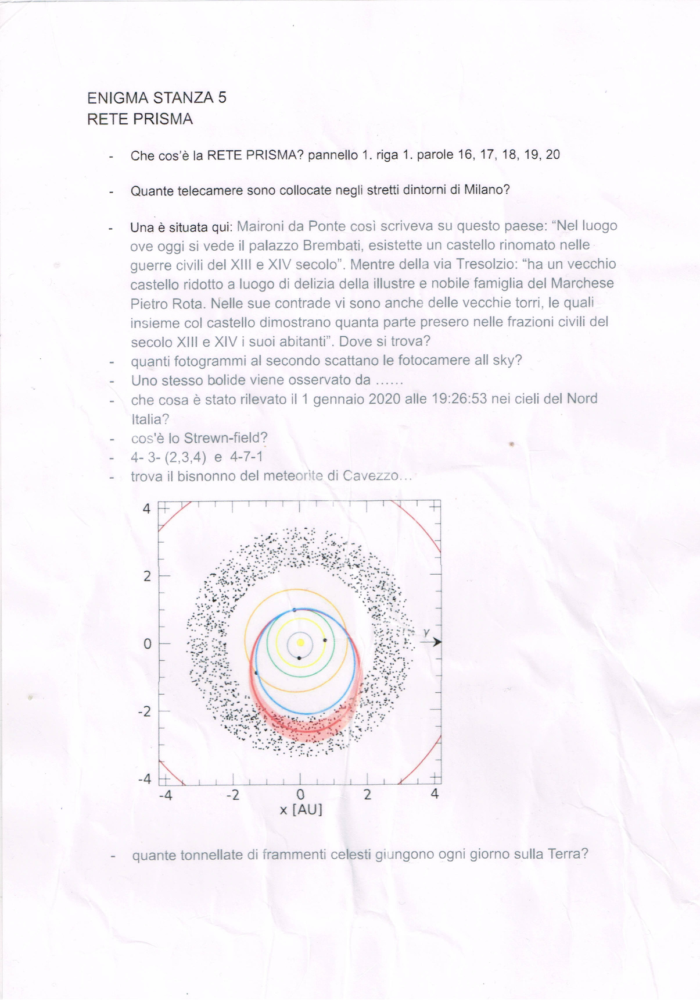 ENIGMA STANZA 5
RETE PRISMA
- Che cos'è la RETE PRISMA? pannello 1. riga 1. parole 16, 17, 18, 19, 20
- Quante telecamere sono collocate negli stretti dintorni di Milano?
- Una è situata qui: Maironi da Ponte così scriveva su questo paese: “Nel luogo
ove oggi si vede il palazzo Brembati, esistette un castello rinomato nelle
guerre civili del XIII e XIV secolo”. Mentre della via Tresolzio: “ha un vecchio
castello ridotto a luogo di delizia della illustre e nobile famiglia del Marchese
Pietro Rota. Nelle sue contrade vi sono anche delle vecchie torri, le quali
insieme col castello dimostrano quanta parte presero nelle frazioni civili del
secolo XIII e XIV i suoi abitanti”. Dove si trova?
- quanti fotogrammi al secondo scattano le fotocamere all sky?
- Uno stesso bolide viene osservato da ......
- che cosa è stato rilevato il 1 gennaio 2020 alle 19:26:53 nei cieli del Nord
Italia?
- cos'è lo Strewn-field?
- 4- 3- (2,3,4) e 4-7-1
- trova il bisnonno del meteorite di Cavezzo...
4
2
0
-2
-4
γ
-4 -2 0 2 4
x [AU]
- quante tonnellate di frammenti celesti giungono ogni giorno sulla Terra?